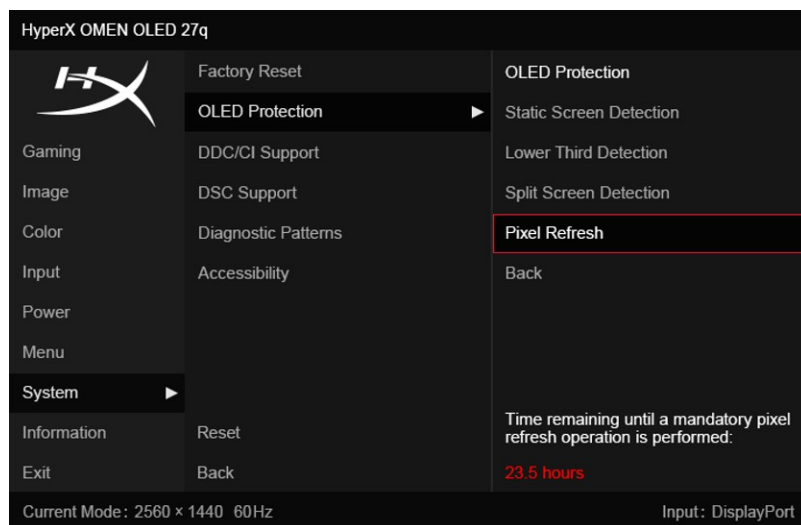 HyperX OMEN OLED 27q
HX
Gaming
Image
Color
Input
Power
Menu
System
Information
Exit
Factory Reset
OLED Protection
DDC/CI Support
DSC Support
Diagnostic Patterns
Accessibility
Reset
Back
OLED Protection
Static Screen Detection
Lower Third Detection
Split Screen Detection
Pixel Refresh
Back
Time remaining until a mandatory pixel
refresh operation is performed:
23.5 hours
Current Mode: 2560 × 1440 60Hz
Input: DisplayPort